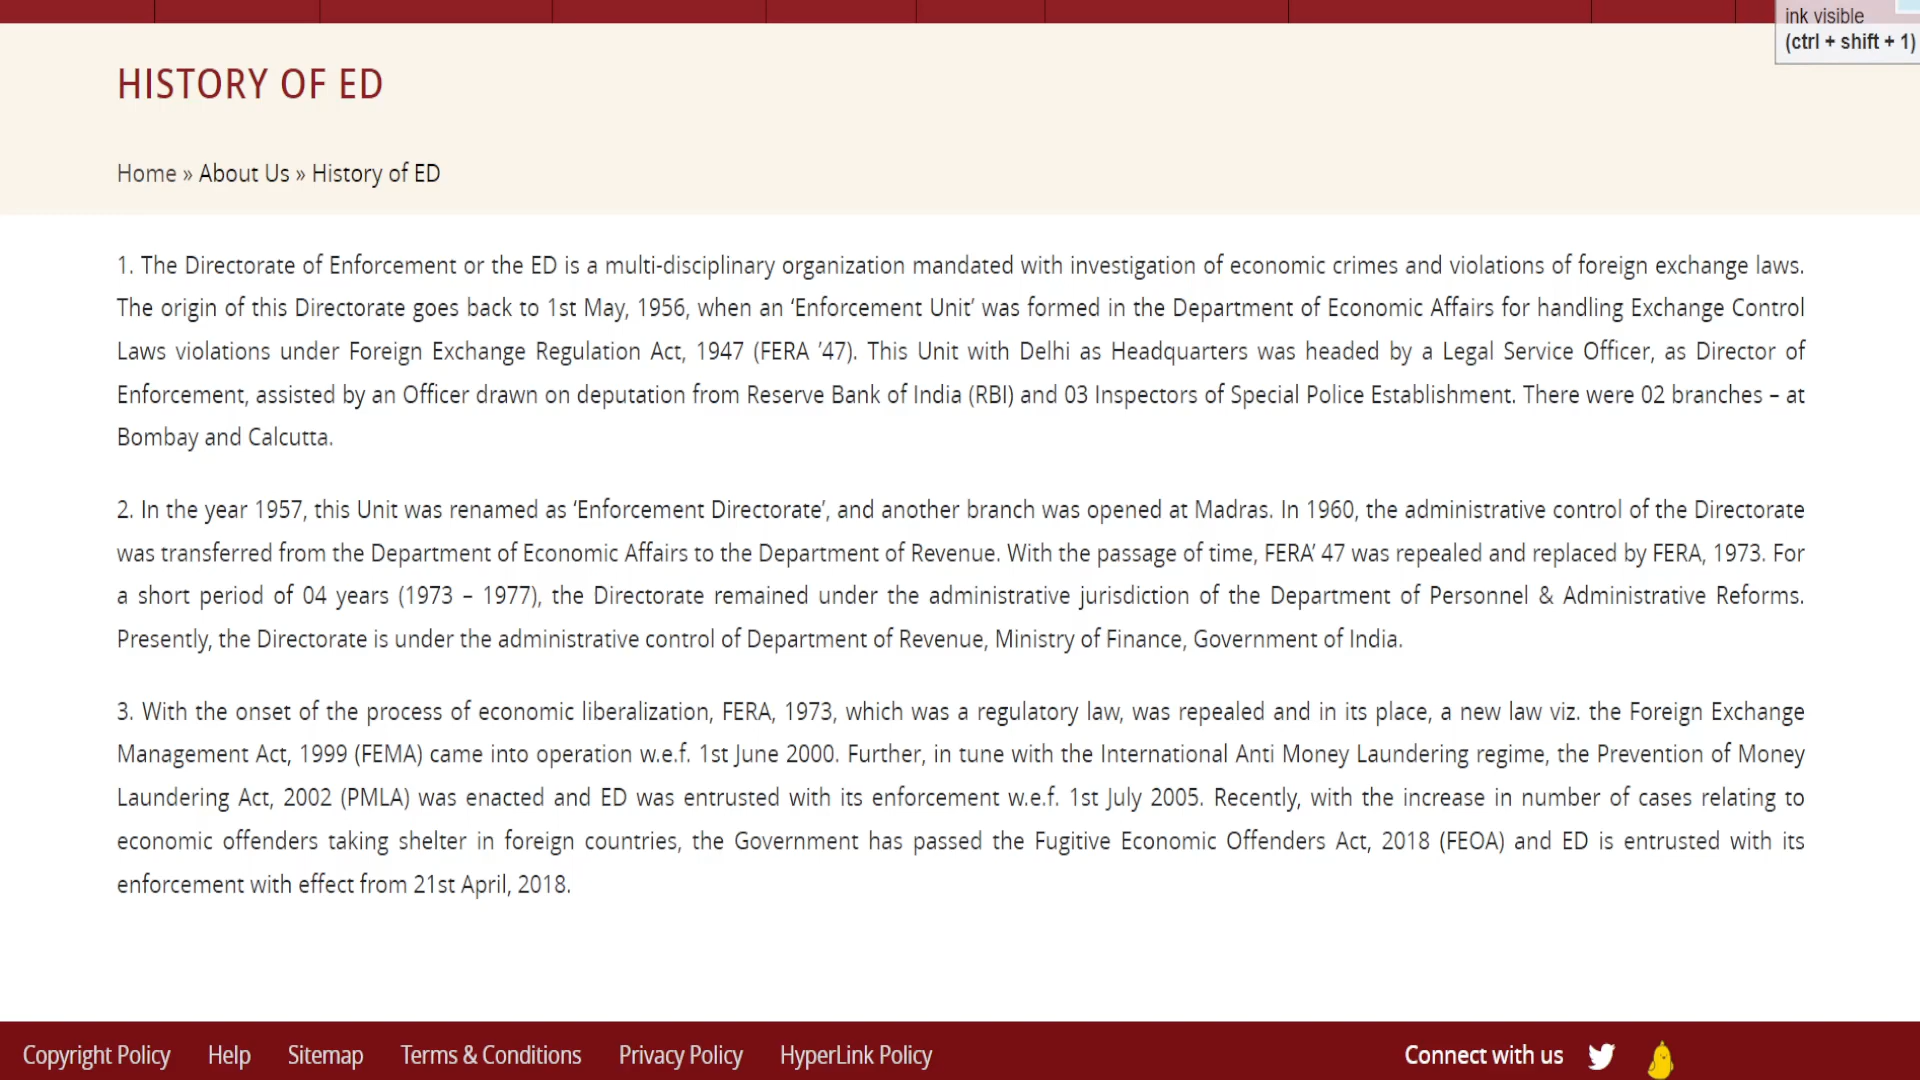 ink visible
(ctrl + shift + 1)
HISTORY OF ED
Home » About Us » History of ED
1. The Directorate of Enforcement or the ED is a multi-disciplinary organization mandated with investigation of economic crimes and violations of foreign exchange laws.
The origin of this Directorate goes back to 1st May, 1956, when an ‘Enforcement Unit’ was formed in the Department of Economic Affairs for handling Exchange Control
Laws violations under Foreign Exchange Regulation Act, 1947 (FERA ’47). This Unit with Delhi as Headquarters was headed by a Legal Service Officer, as Director of
Enforcement, assisted by an Officer drawn on deputation from Reserve Bank of India (RBI) and 03 Inspectors of Special Police Establishment. There were 02 branches – at
Bombay and Calcutta.
2. In the year 1957, this Unit was renamed as ‘Enforcement Directorate’, and another branch was opened at Madras. In 1960, the administrative control of the Directorate
was transferred from the Department of Economic Affairs to the Department of Revenue. With the passage of time, FERA’ 47 was repealed and replaced by FERA, 1973. For
a short period of 04 years (1973 – 1977), the Directorate remained under the administrative jurisdiction of the Department of Personnel & Administrative Reforms.
Presently, the Directorate is under the administrative control of Department of Revenue, Ministry of Finance, Government of India.
3. With the onset of the process of economic liberalization, FERA, 1973, which was a regulatory law, was repealed and in its place, a new law viz. the Foreign Exchange
Management Act, 1999 (FEMA) came into operation w.e.f. 1st June 2000. Further, in tune with the International Anti Money Laundering regime, the Prevention of Money
Laundering Act, 2002 (PMLA) was enacted and ED was entrusted with its enforcement w.e.f. 1st July 2005. Recently, with the increase in number of cases relating to
economic offenders taking shelter in foreign countries, the Government has passed the Fugitive Economic Offenders Act, 2018 (FEOA) and ED is entrusted with its
enforcement with effect from 21st April, 2018.
Copyright Policy Help Sitemap Terms & Conditions Privacy Policy HyperLink Policy Connect with us